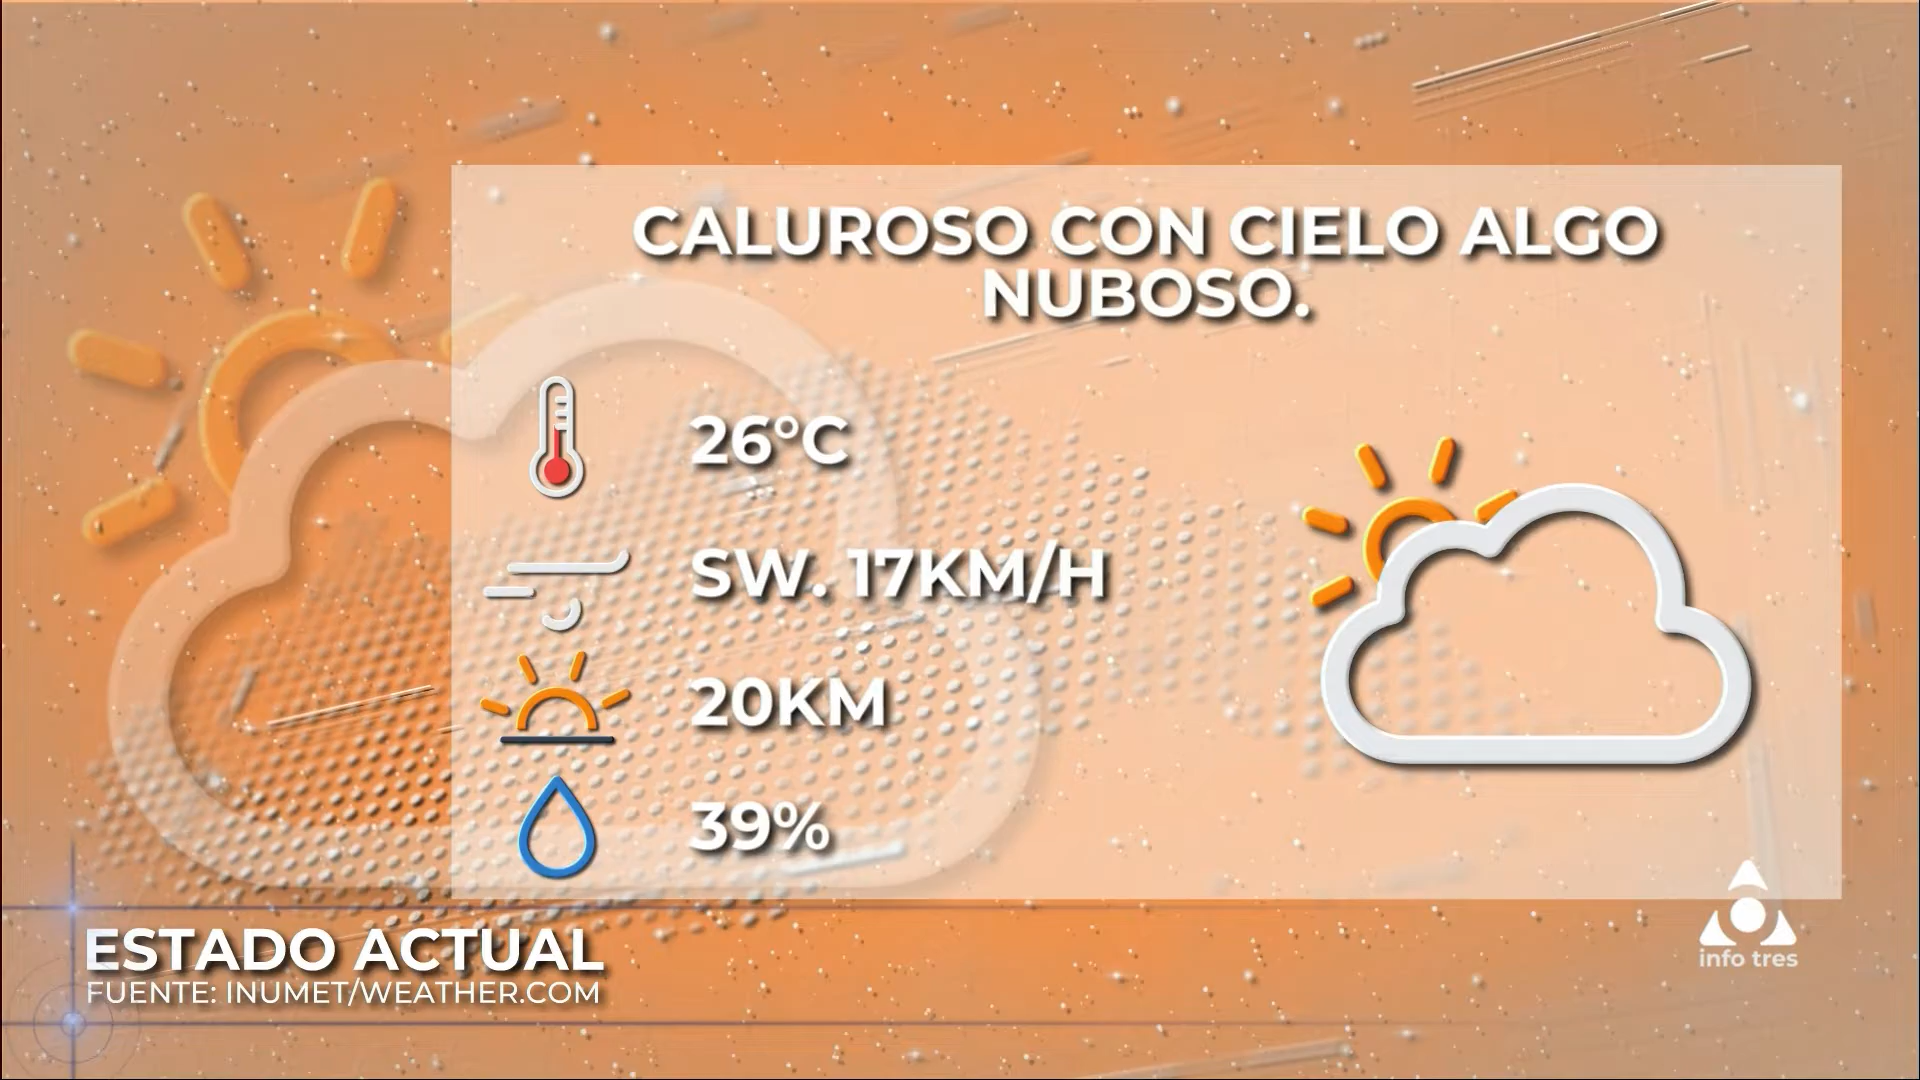 CALUROSO CON CIELO ALGO
NUBOSO.
26°C
SW. 17KM/H
20KM
39%
ESTADO ACTUAL
FUENTE: INUMET/WEATHER.COM
info tres